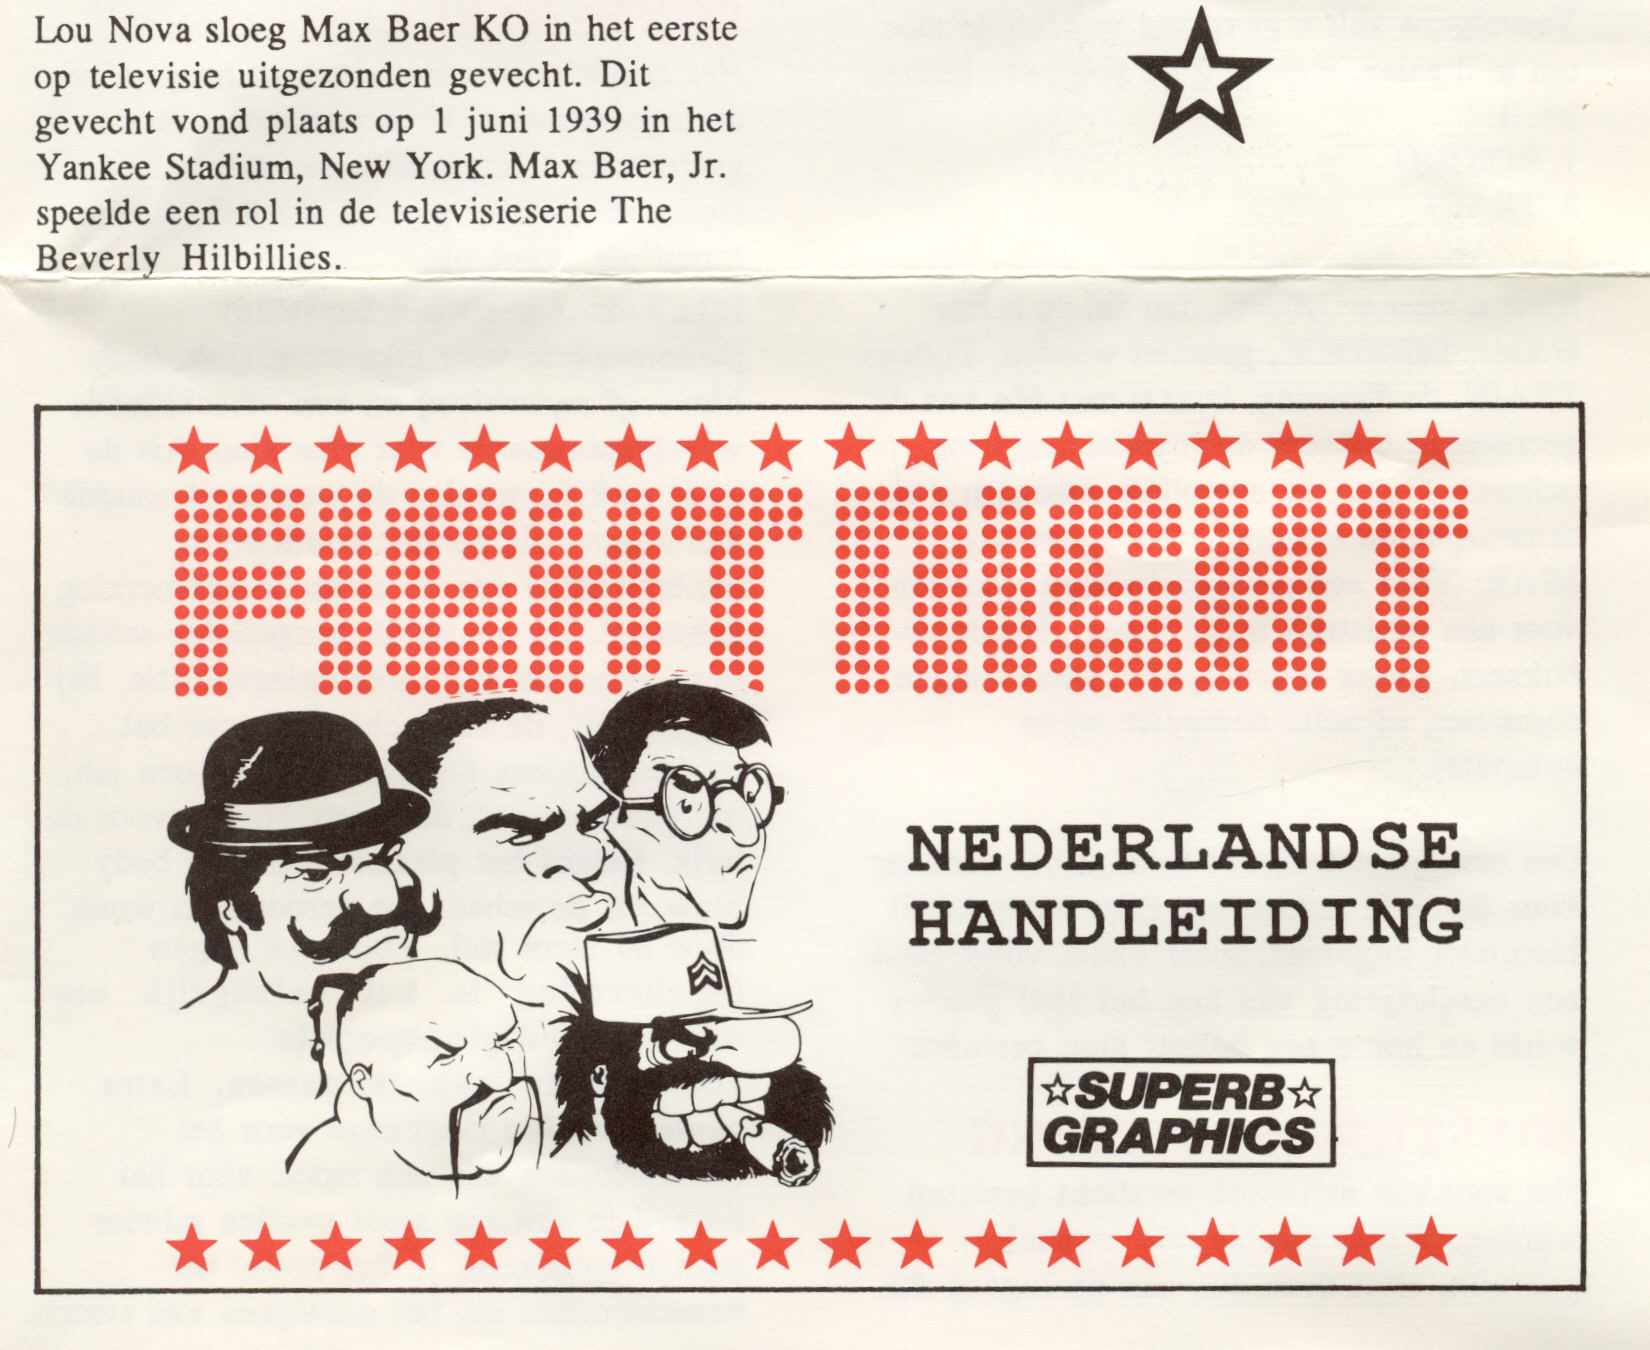 Lou Nova sloeg Max Baer KO in het eerste
op televisie uitgezonden gevecht. Dit
gevecht vond plaats op 1 juni 1939 in het
Yankee Stadium, New York. Max Baer, Jr.
speelde een rol in de televisieserie The
Beverly Hilbillies.
FIGHT NIGHT
NEDERLANDSE
HANDLEIDING
SUPERB
GRAPHICS